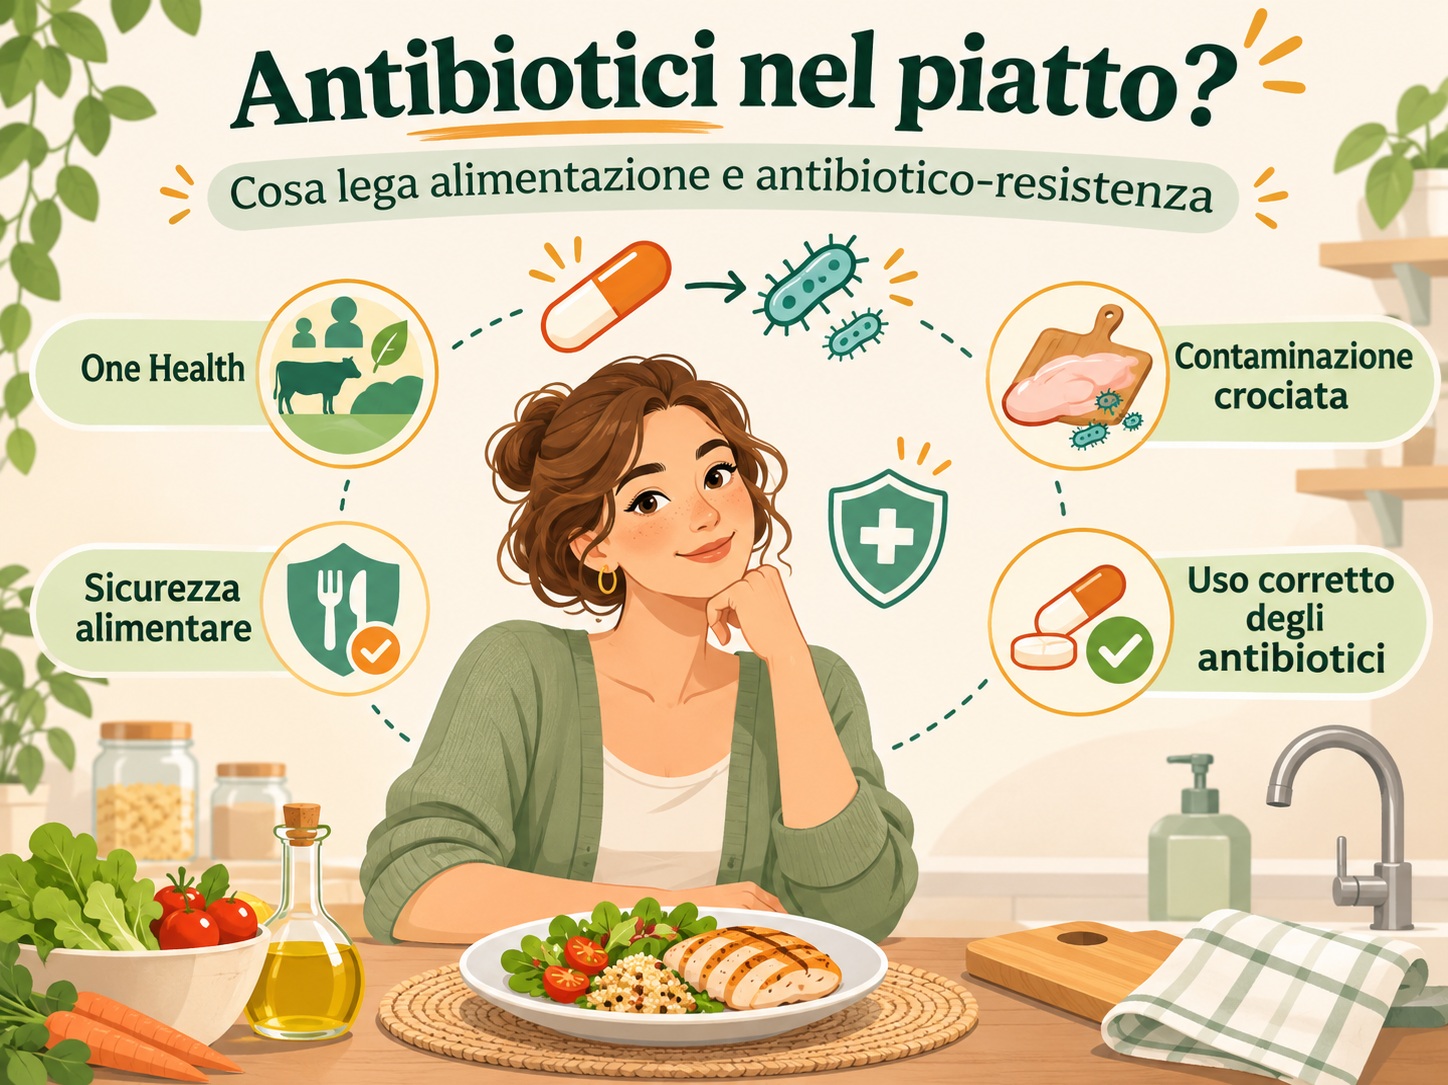 Antibiotici nel piatto?
Cosa lega alimentazione e antibiotico-resistenza
One Health
Contaminazione
crociata
Sicurezza
alimentare
Uso corretto
degli
antibiotici